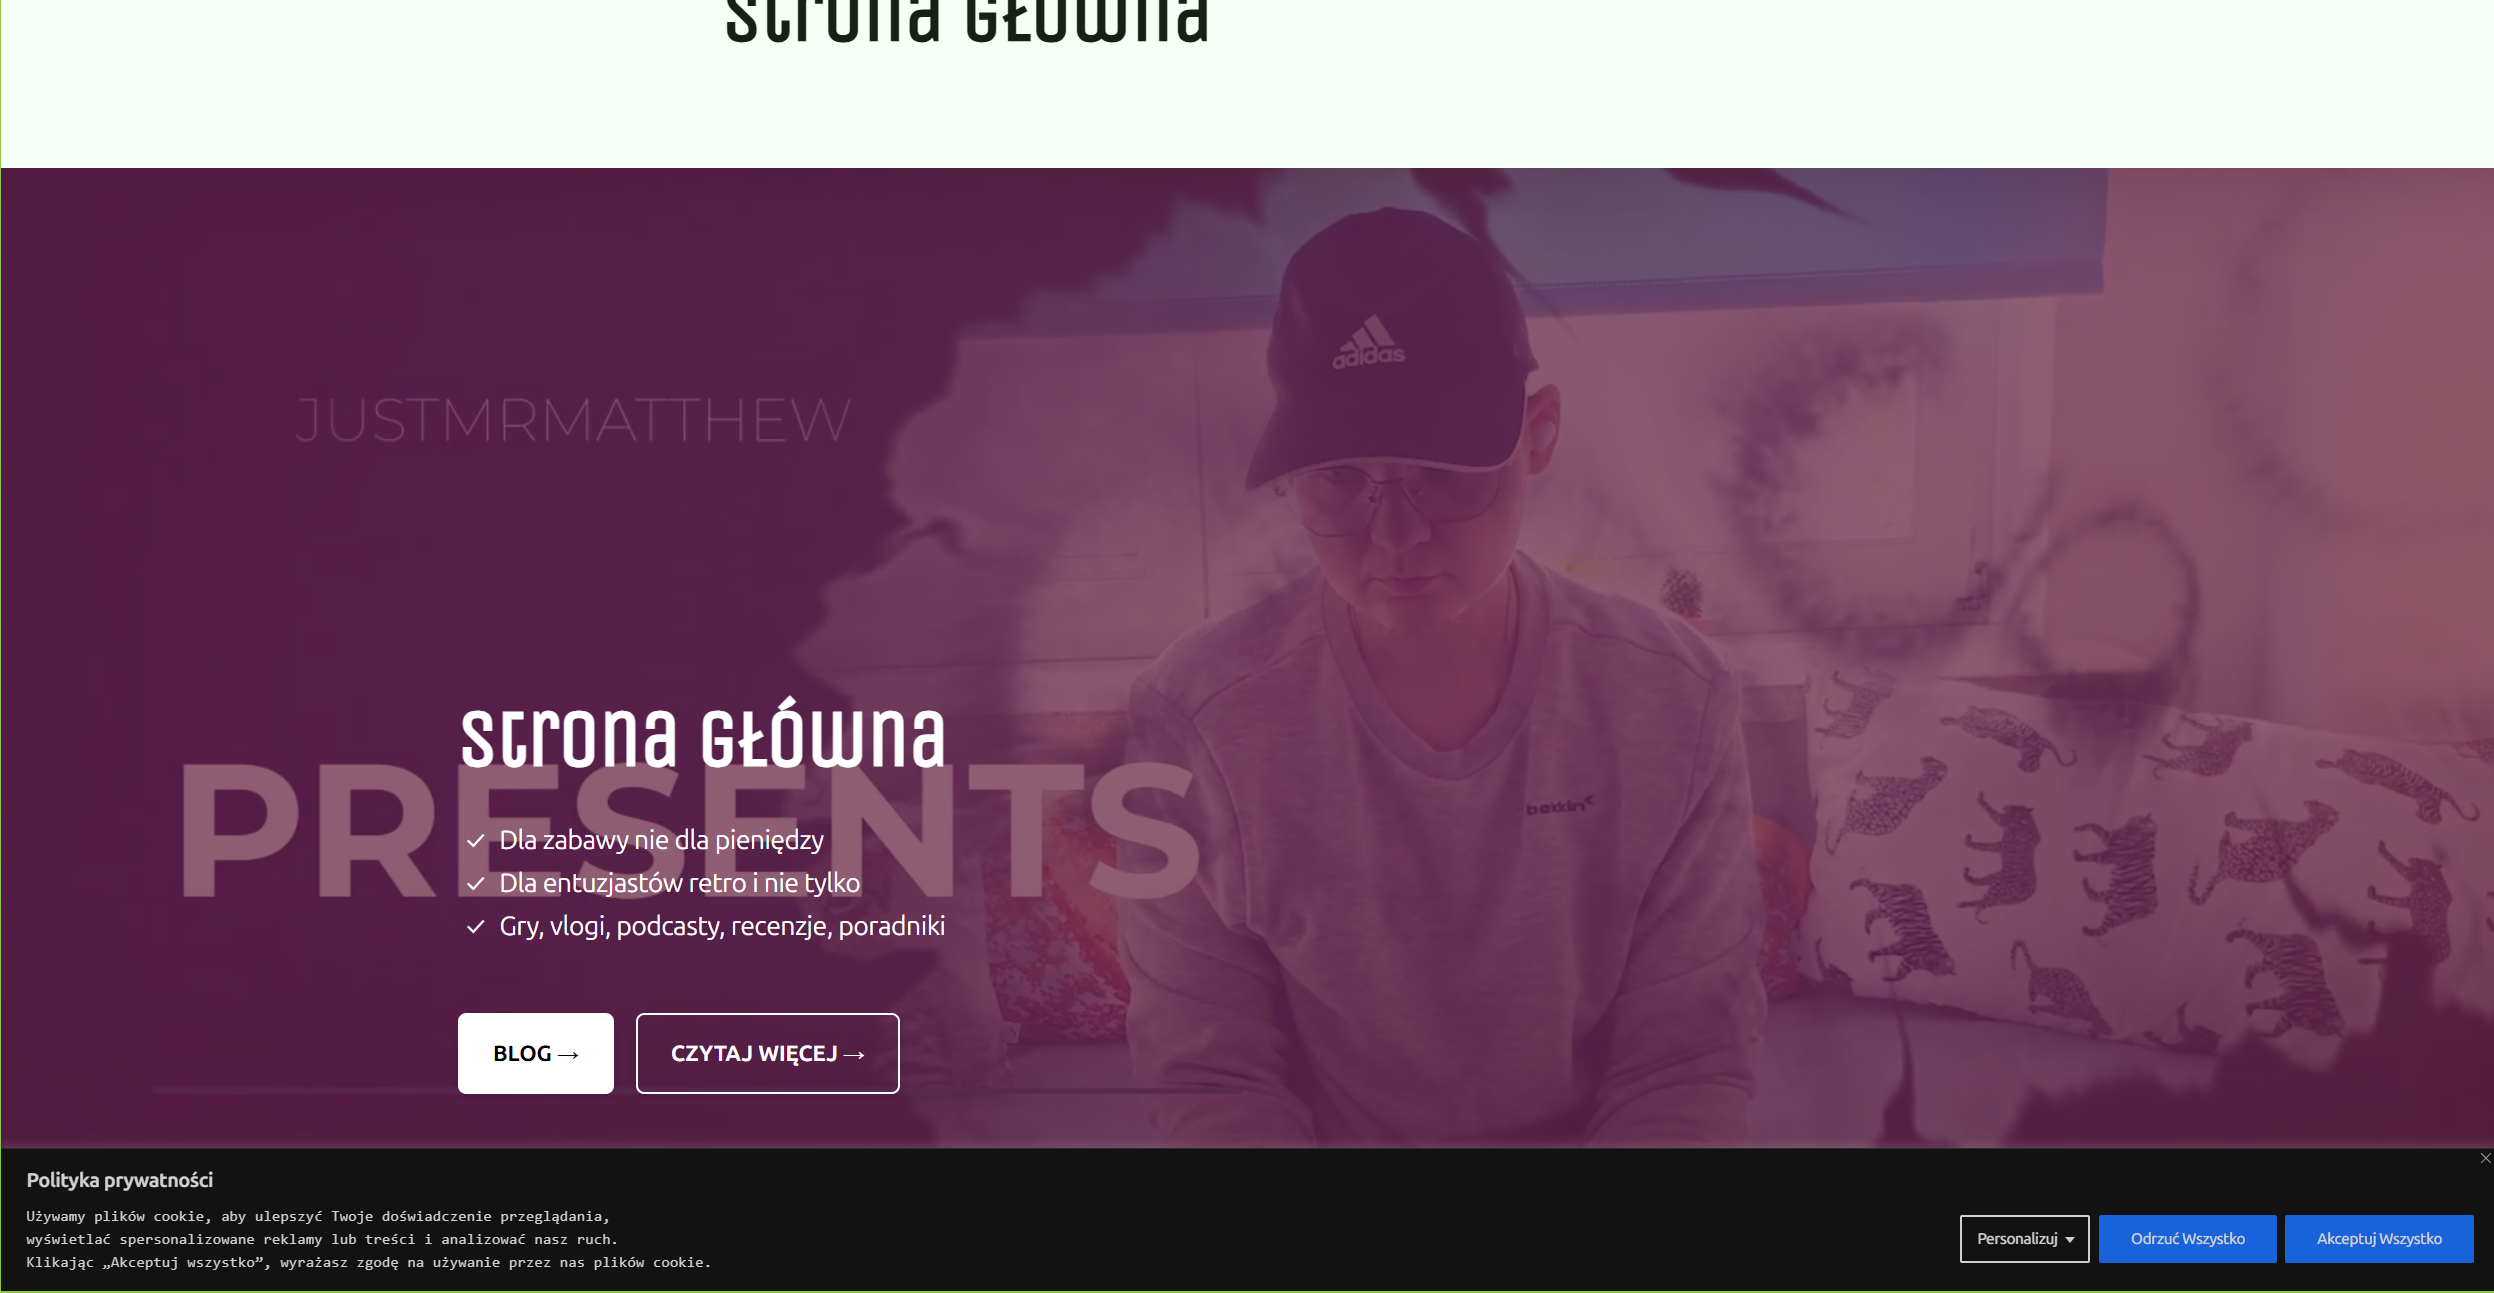 Strona Główna
JUSTMRMATTHEW
adidas
Strona Główna
PRESENTS
Dla zabawy nie dla pieniędzy
Dla entuzjastów retro i nie tylko
Gry, vlogi, podcasty, recenzje, poradniki
BLOG →
CZYTAJ WIĘCEJ →
Polityka prywatności
Używamy plików cookie, aby ulepszyć Twoje doświadczenie przeglądania,
wyświetlać spersonalizowane reklamy lub treści i analizować nasz ruch.
Klikając „Akceptuj wszystko”, wyrażasz zgodę na używanie przez nas plików cookie.
Personalizuj
Odrzuć Wszystko
Akceptuj Wszystko